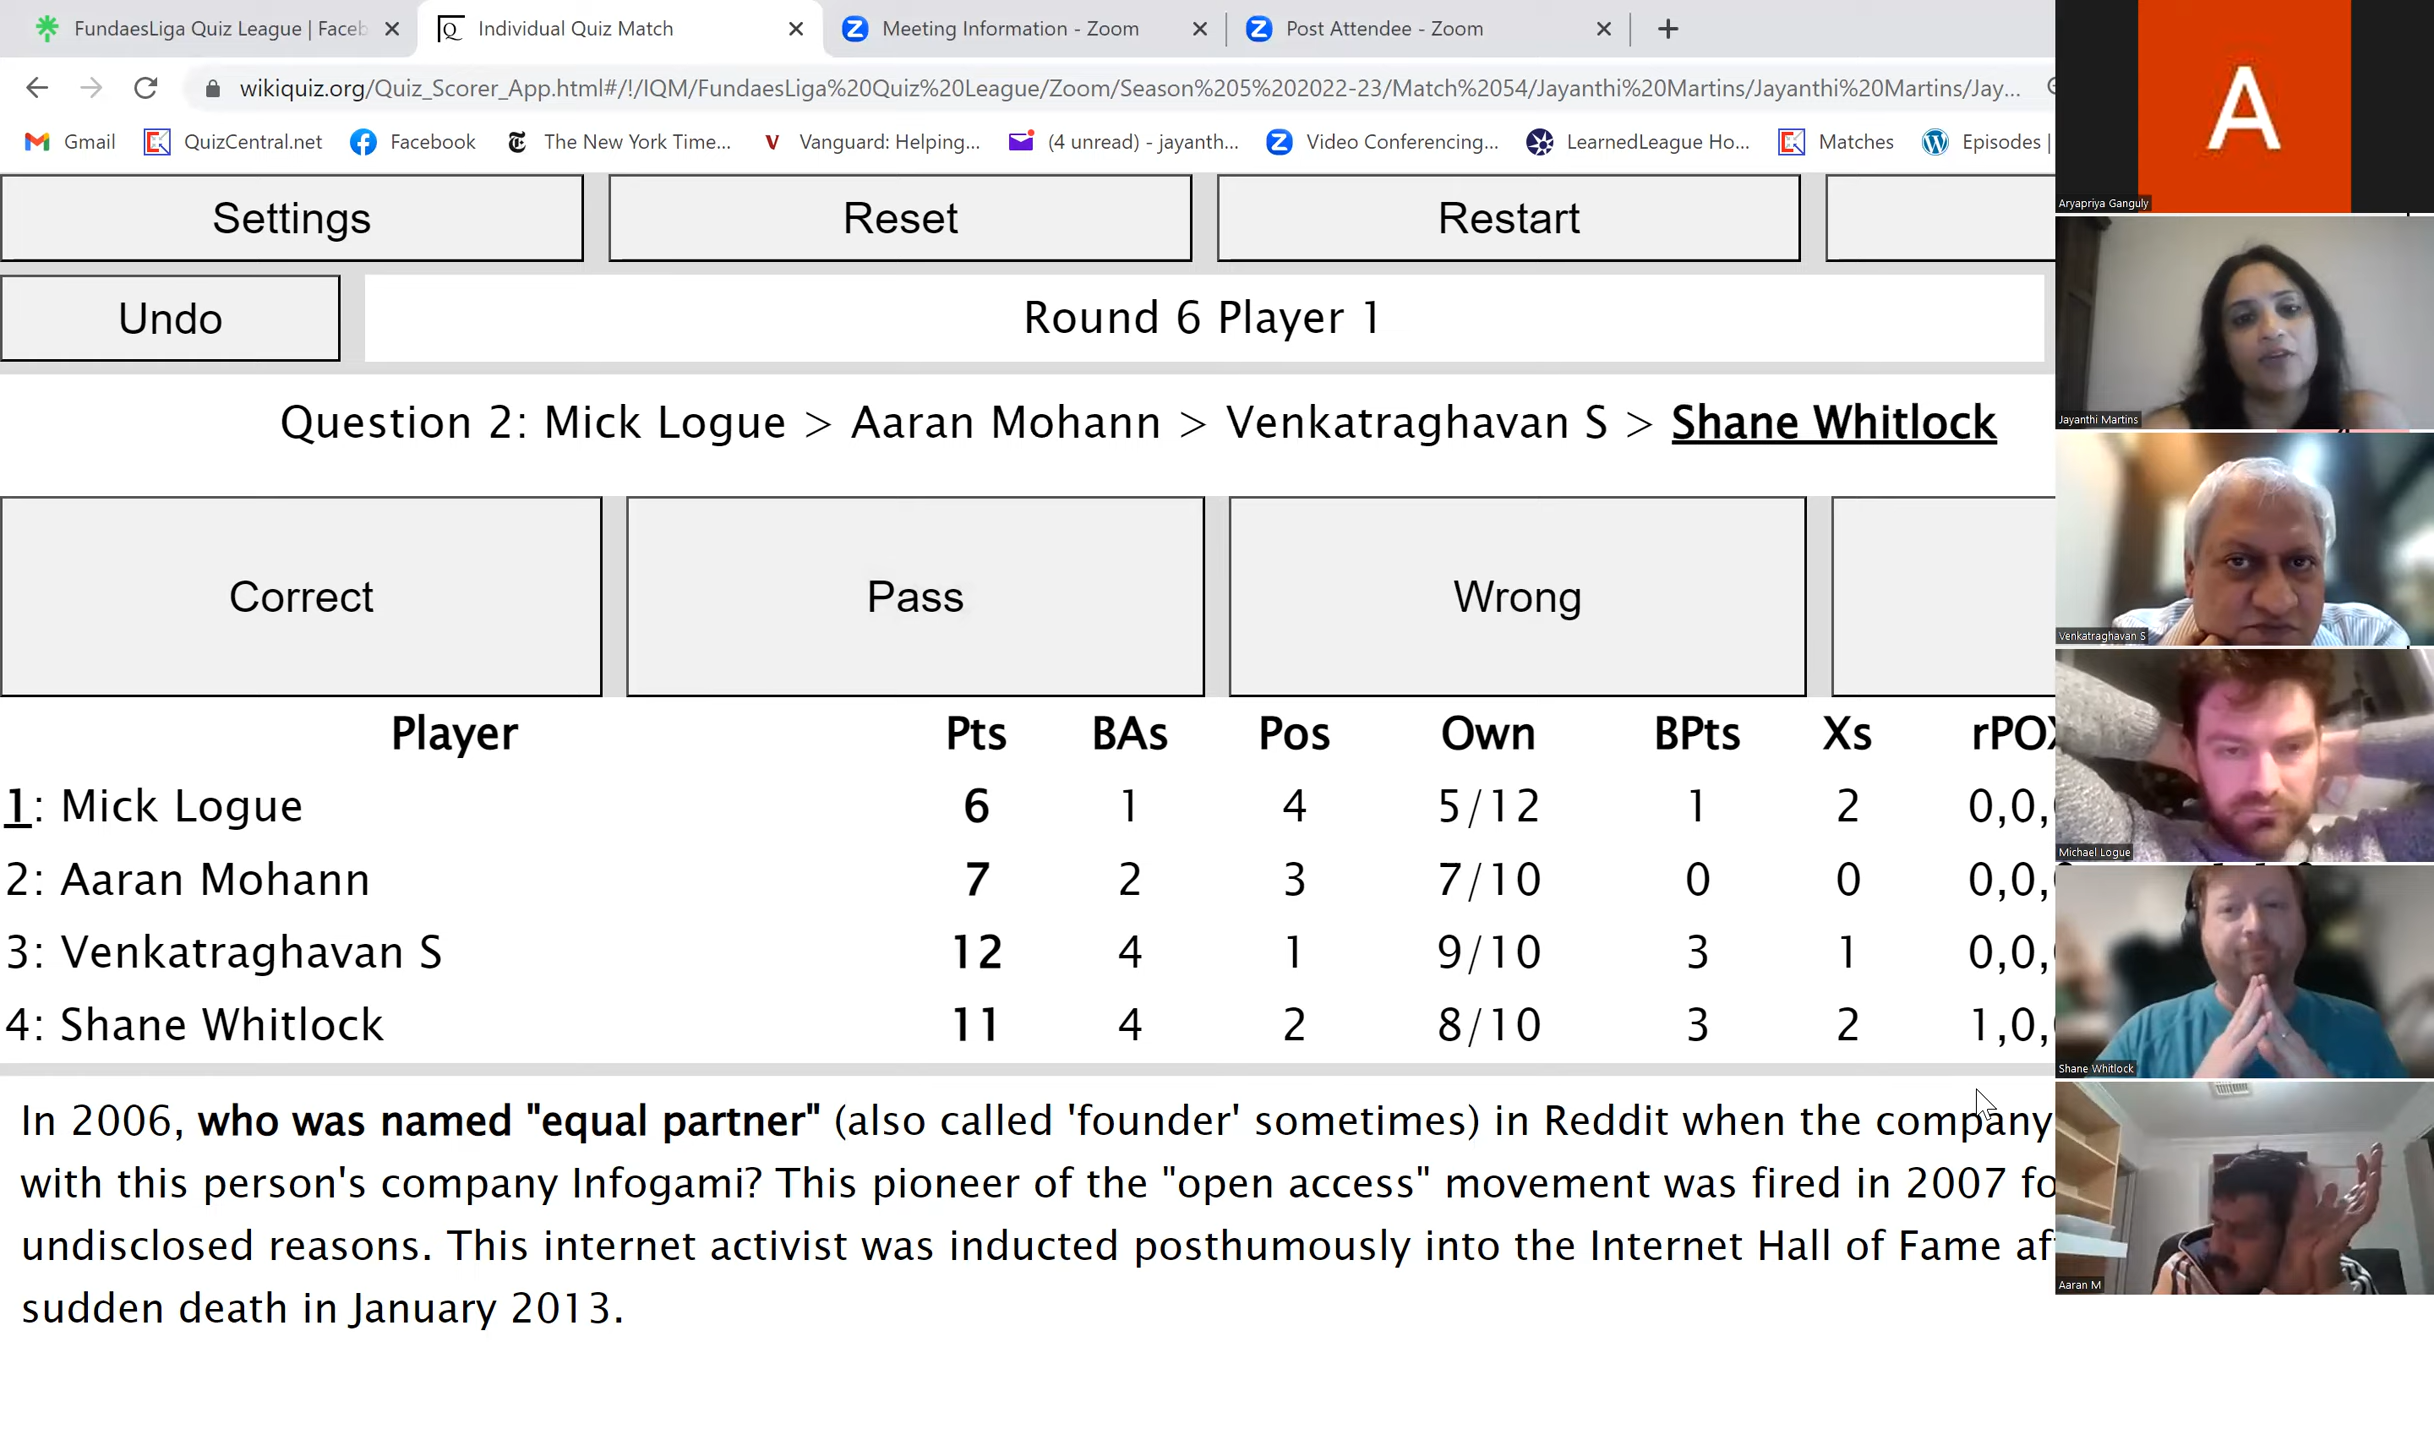 FundaesLiga Quiz League | Faceb
Individual Quiz Match
Meeting Information - Zoom
Post Attendee - Zoom
wikiquiz.org/Quiz_Scorer_App.html#/!/IQM/FundaesLiga%20Quiz%20League/Zoom/Season%205%202022-23/Match%2054/Jayanthi%20Martins/Jayanthi%20Martins/Jay...
Gmail QuizCentral.net Facebook The New York Time... Vanguard: Helping... (4 unread) - jayanth... Video Conferencing... LearnedLeague Ho... Matches Episodes |
Settings Reset Restart
Undo Round 6 Player 1
Question 2: Mick Logue > Aaran Mohann > Venkatraghavan S > Shane Whitlock
Correct Pass Wrong
Player Pts BAs Pos Own BPts Xs rPOX
1: Mick Logue 6 1 4 5/12 1 2 0,0,
2: Aaran Mohann 7 2 3 7/10 0 0 0,0,
3: Venkatraghavan S 12 4 1 9/10 3 1 0,0,
4: Shane Whitlock 11 4 2 8/10 3 2 1,0,
In 2006, who was named "equal partner" (also called 'founder' sometimes) in Reddit when the company
with this person's company Infogami? This pioneer of the "open access" movement was fired in 2007 fo
undisclosed reasons. This internet activist was inducted posthumously into the Internet Hall of Fame af
sudden death in January 2013.
A
Aryapriya Ganguly
Jayanthi Martins
Venkatraghavan S
Michael Logue
Shane Whitlock
Aaran M